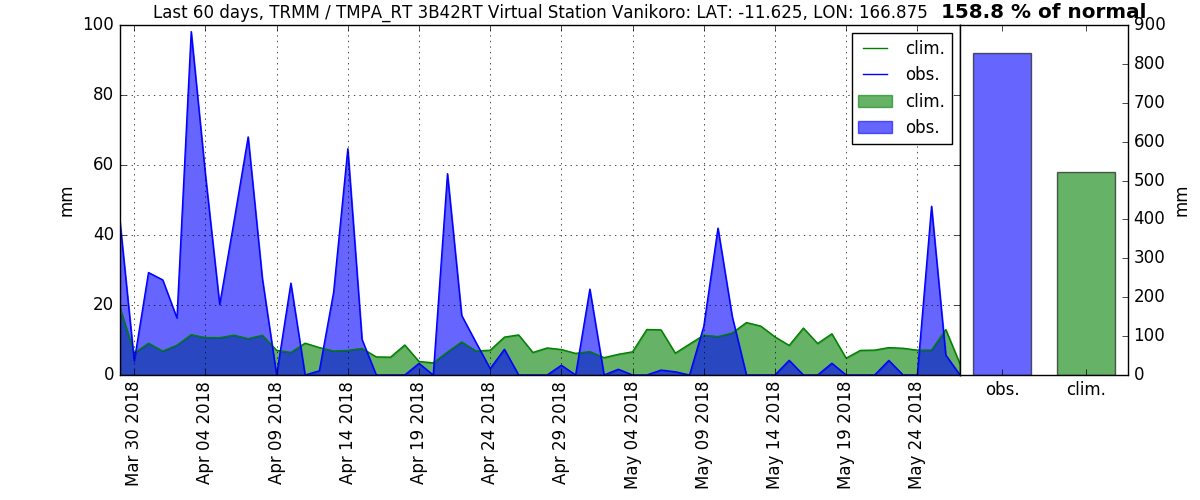 Last 60 days, TRMM / TMPA_RT 3B42RT Virtual Station Vanikoro: LAT: -11.625, LON: 166.875 158.8 % of normal
100
80
60
40
20
0
mm
clim.
obs.
clim.
obs.
Mar 30 2018
Apr 04 2018
Apr 09 2018
Apr 14 2018
Apr 19 2018
Apr 24 2018
Apr 29 2018
May 04 2018
May 09 2018
May 14 2018
May 19 2018
May 24 2018
900
800
700
600
500
400
300
200
100
0
mm
obs. clim.